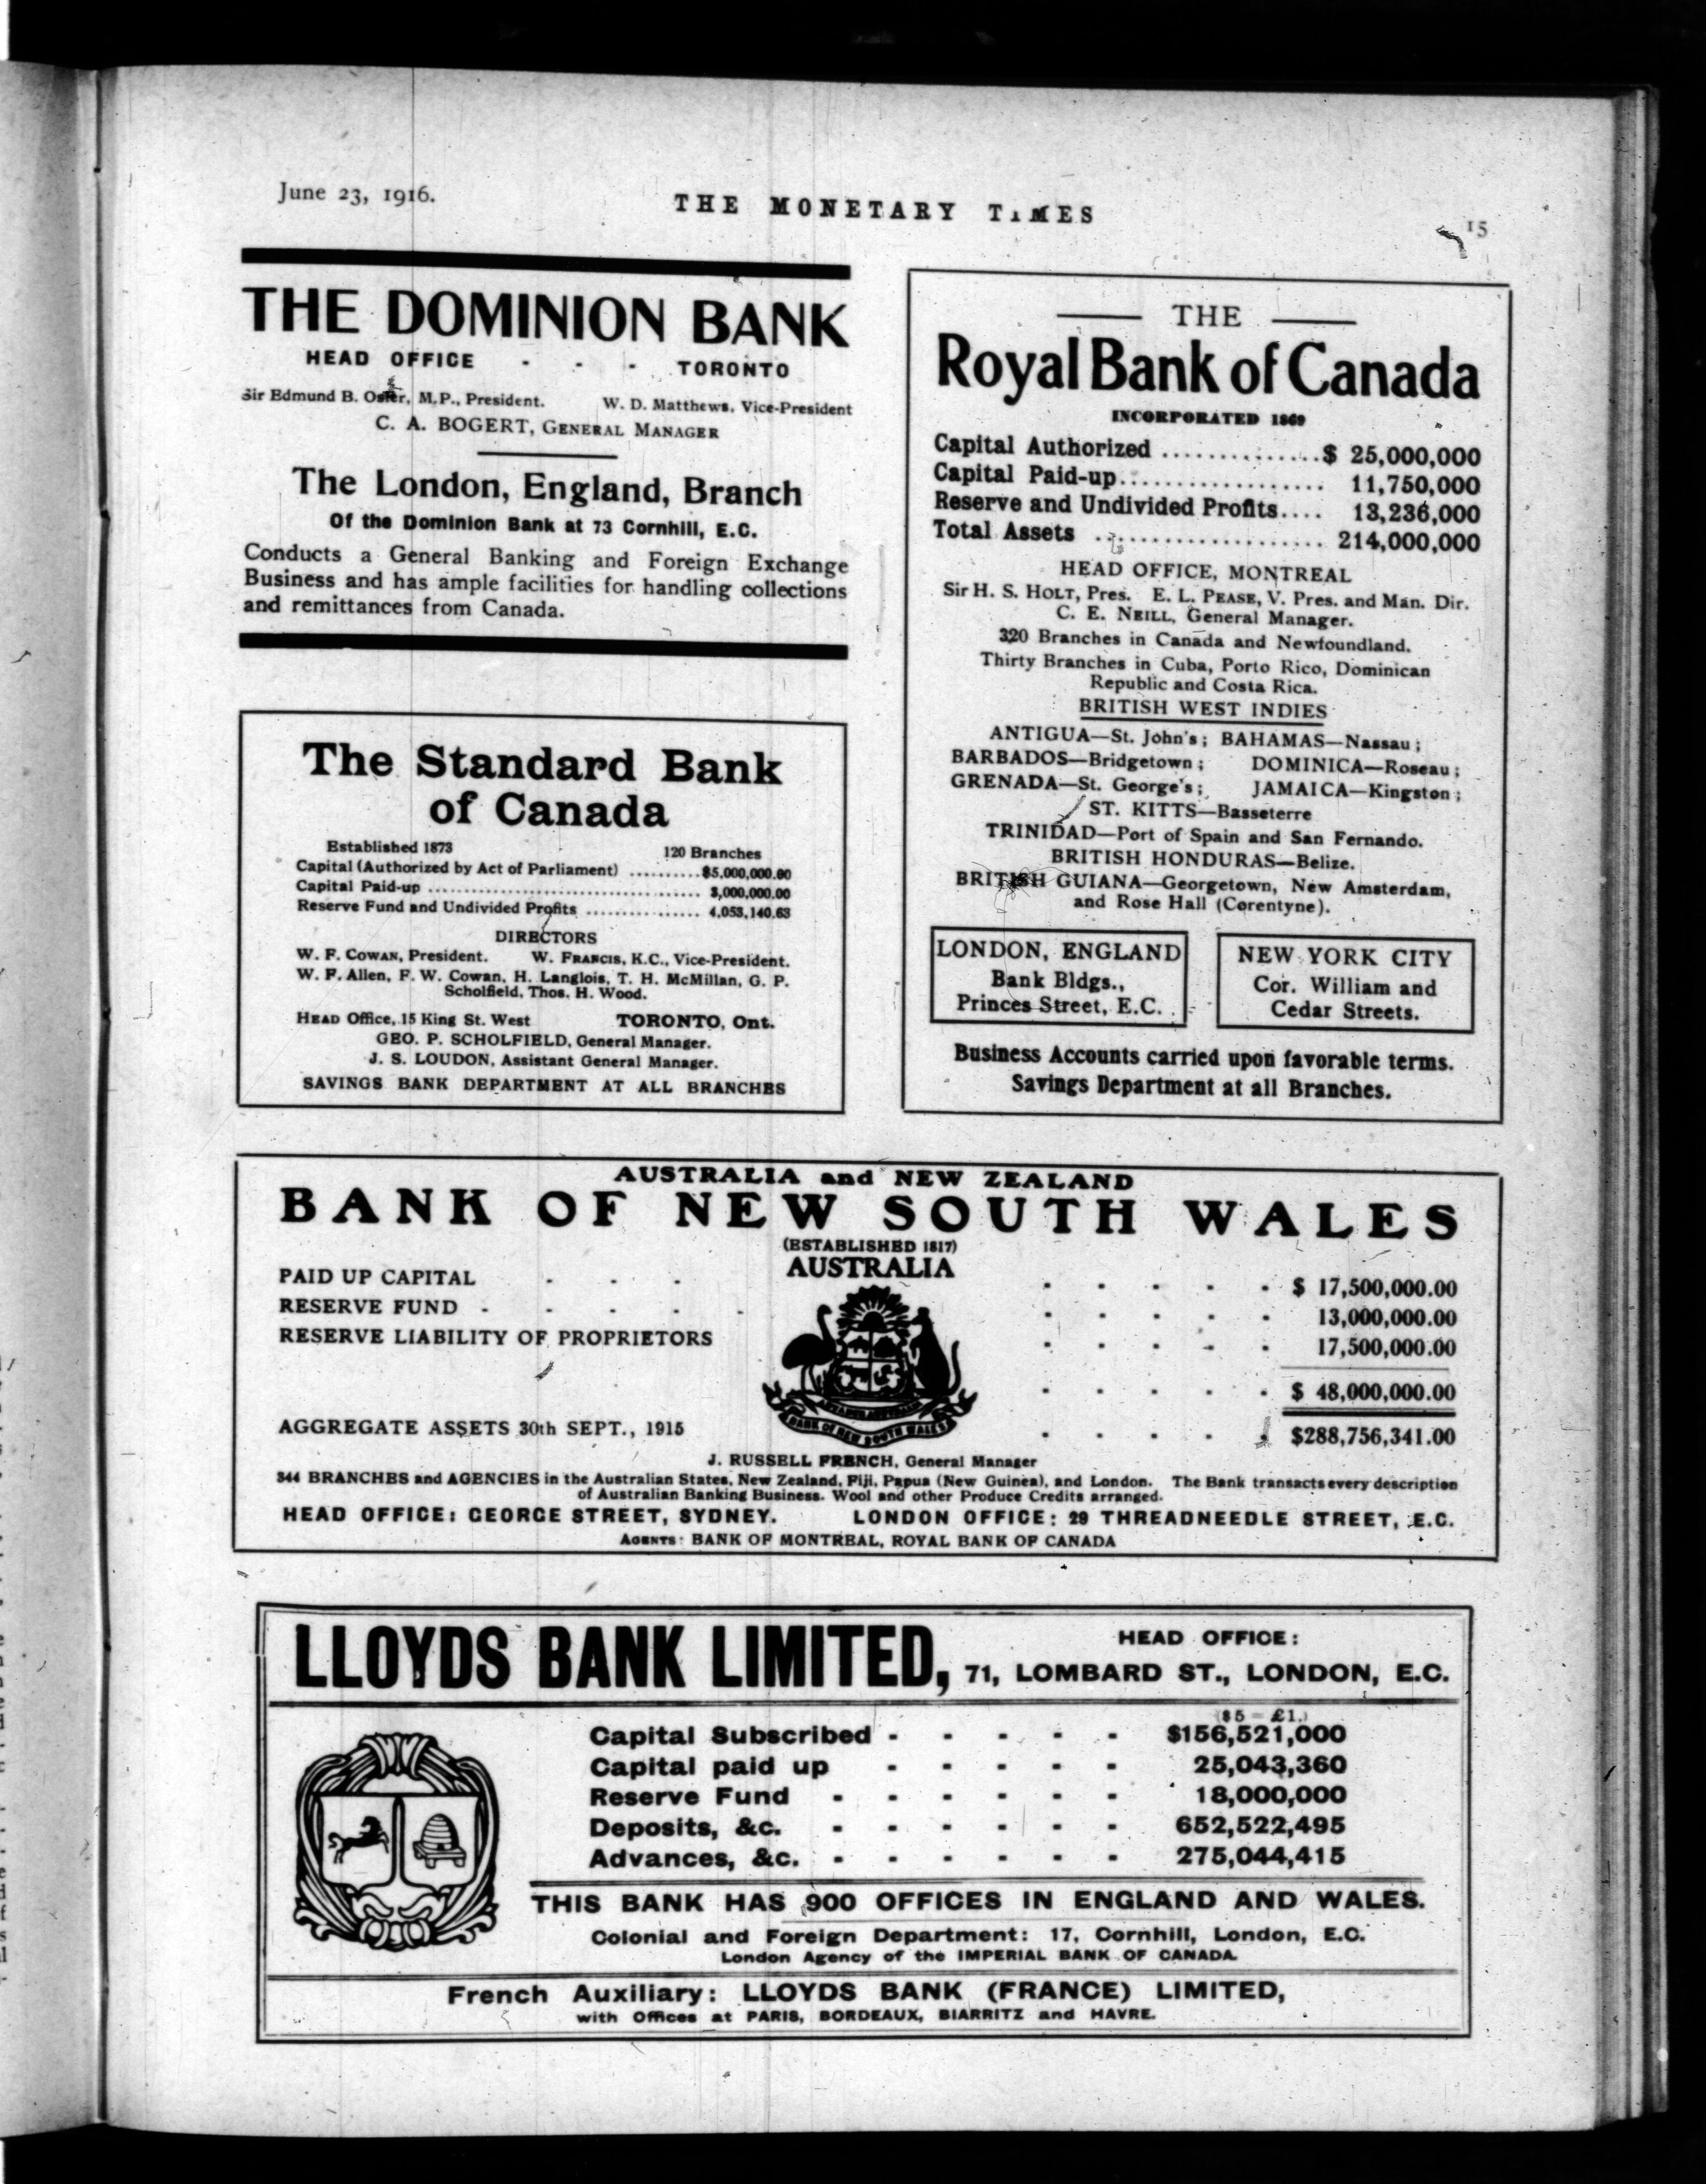 June 23, 1916.
THE MONETARY TIMES
15
THE DOMINION BANK
HEAD OFFICE - - - TORONTO
Sir Edmund B. Osler, M.P., President. W. D. Matthews, Vice-President
C. A. BOGERT, GENERAL MANAGER
The London, England, Branch
Of the Dominion Bank at 73 Cornhill, E.C.
Conducts a General Banking and Foreign Exchange
Business and has ample facilities for handling collections
and remittances from Canada.
The Standard Bank
of Canada
Established 1873 120 Branches
Capital (Authorized by Act of Parliament) ..........$5,000,000.00
Capital Paid-up .................................... 3,000,000.00
Reserve Fund and Undivided Profits ............... 4,053,140.63
DIRECTORS
W. F. COWAN, President. W. FRANCIS, K.C., Vice-President.
W. F. Allen, F. W. Cowan, H. Langlois, T. H. McMillan, G. P.
Scholfield, Thos. H. Wood.
HEAD Office, 15 King St. West TORONTO, Ont.
GEO. P. SCHOLFIELD, General Manager.
J. S. LOUDON, Assistant General Manager.
SAVINGS BANK DEPARTMENT AT ALL BRANCHES
THE
Royal Bank of Canada
INCORPORATED 1869
Capital Authorized ..............$ 25,000,000
Capital Paid-up.................. 11,750,000
Reserve and Undivided Profits.... 13,236,000
Total Assets .................... 214,000,000
HEAD OFFICE, MONTREAL
Sir H. S. HOLT, Pres. E. L. PEASE, V. Pres. and Man. Dir.
C. E. NEILL, General Manager.
320 Branches in Canada and Newfoundland.
Thirty Branches in Cuba, Porto Rico, Dominican
Republic and Costa Rica.
BRITISH WEST INDIES
ANTIGUA—St. John's; BAHAMAS—Nassau;
BARBADOS—Bridgetown; DOMINICA—Roseau;
GRENADA—St. George's; JAMAICA—Kingston;
ST. KITTS—Basseterre
TRINIDAD—Port of Spain and San Fernando.
BRITISH HONDURAS—Belize.
BRITISH GUIANA—Georgetown, New Amsterdam,
and Rose Hall (Corentyne).
LONDON, ENGLAND
Bank Bldgs.,
Princes Street, E.C.
NEW YORK CITY
Cor. William and
Cedar Streets.
Business Accounts carried upon favorable terms.
Savings Department at all Branches.
AUSTRALIA and NEW ZEALAND
BANK OF NEW SOUTH WALES
(ESTABLISHED 1817)
AUSTRALIA
PAID UP CAPITAL - - - - - - - - $ 17,500,000.00
RESERVE FUND - - - - - - - - - - 13,000,000.00
RESERVE LIABILITY OF PROPRIETORS - - - - - 17,500,000.00
- - - - - $ 48,000,000.00
AGGREGATE ASSETS 30th SEPT., 1915 - - - - - $288,756,341.00
BANK OF NEW SOUTH WALES
J. RUSSELL FRENCH, General Manager
344 BRANCHES and AGENCIES in the Australian States, New Zealand, Fiji, Papua (New Guinea), and London. The Bank transacts every description
of Australian Banking Business. Wool and other Produce Credits arranged.
HEAD OFFICE: GEORGE STREET, SYDNEY. LONDON OFFICE: 29 THREADNEEDLE STREET, E.C.
AGENTS: BANK OF MONTREAL, ROYAL BANK OF CANADA
LLOYDS BANK LIMITED,
HEAD OFFICE:
71, LOMBARD ST., LONDON, E.C.
($5 = £1.)
Capital Subscribed - - - - - $156,521,000
Capital paid up - - - - - 25,043,360
Reserve Fund - - - - - - 18,000,000
Deposits, &c. - - - - - - 652,522,495
Advances, &c. - - - - - - 275,044,415
THIS BANK HAS 900 OFFICES IN ENGLAND AND WALES.
Colonial and Foreign Department: 17, Cornhill, London, E.C.
London Agency of the IMPERIAL BANK OF CANADA.
French Auxiliary: LLOYDS BANK (FRANCE) LIMITED,
with Offices at PARIS, BORDEAUX, BIARRITZ and HAVRE.